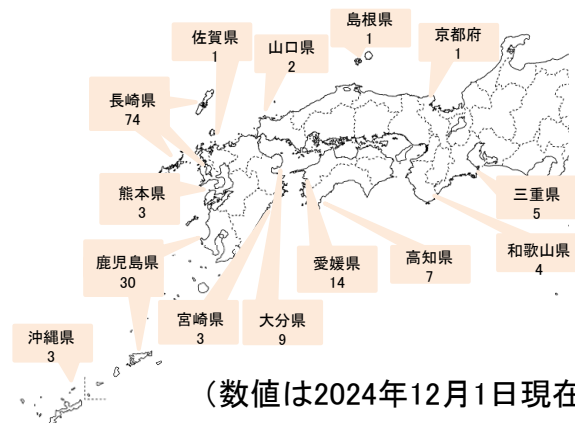 島根県
1
京都府
1
佐賀県
1
山口県
2
長崎県
74
熊本県
3
三重県
5
鹿児島県
30
愛媛県
14
高知県
7
和歌山県
4
宮崎県
3
大分県
9
沖縄県
3
（数値は2024年12月1日現在